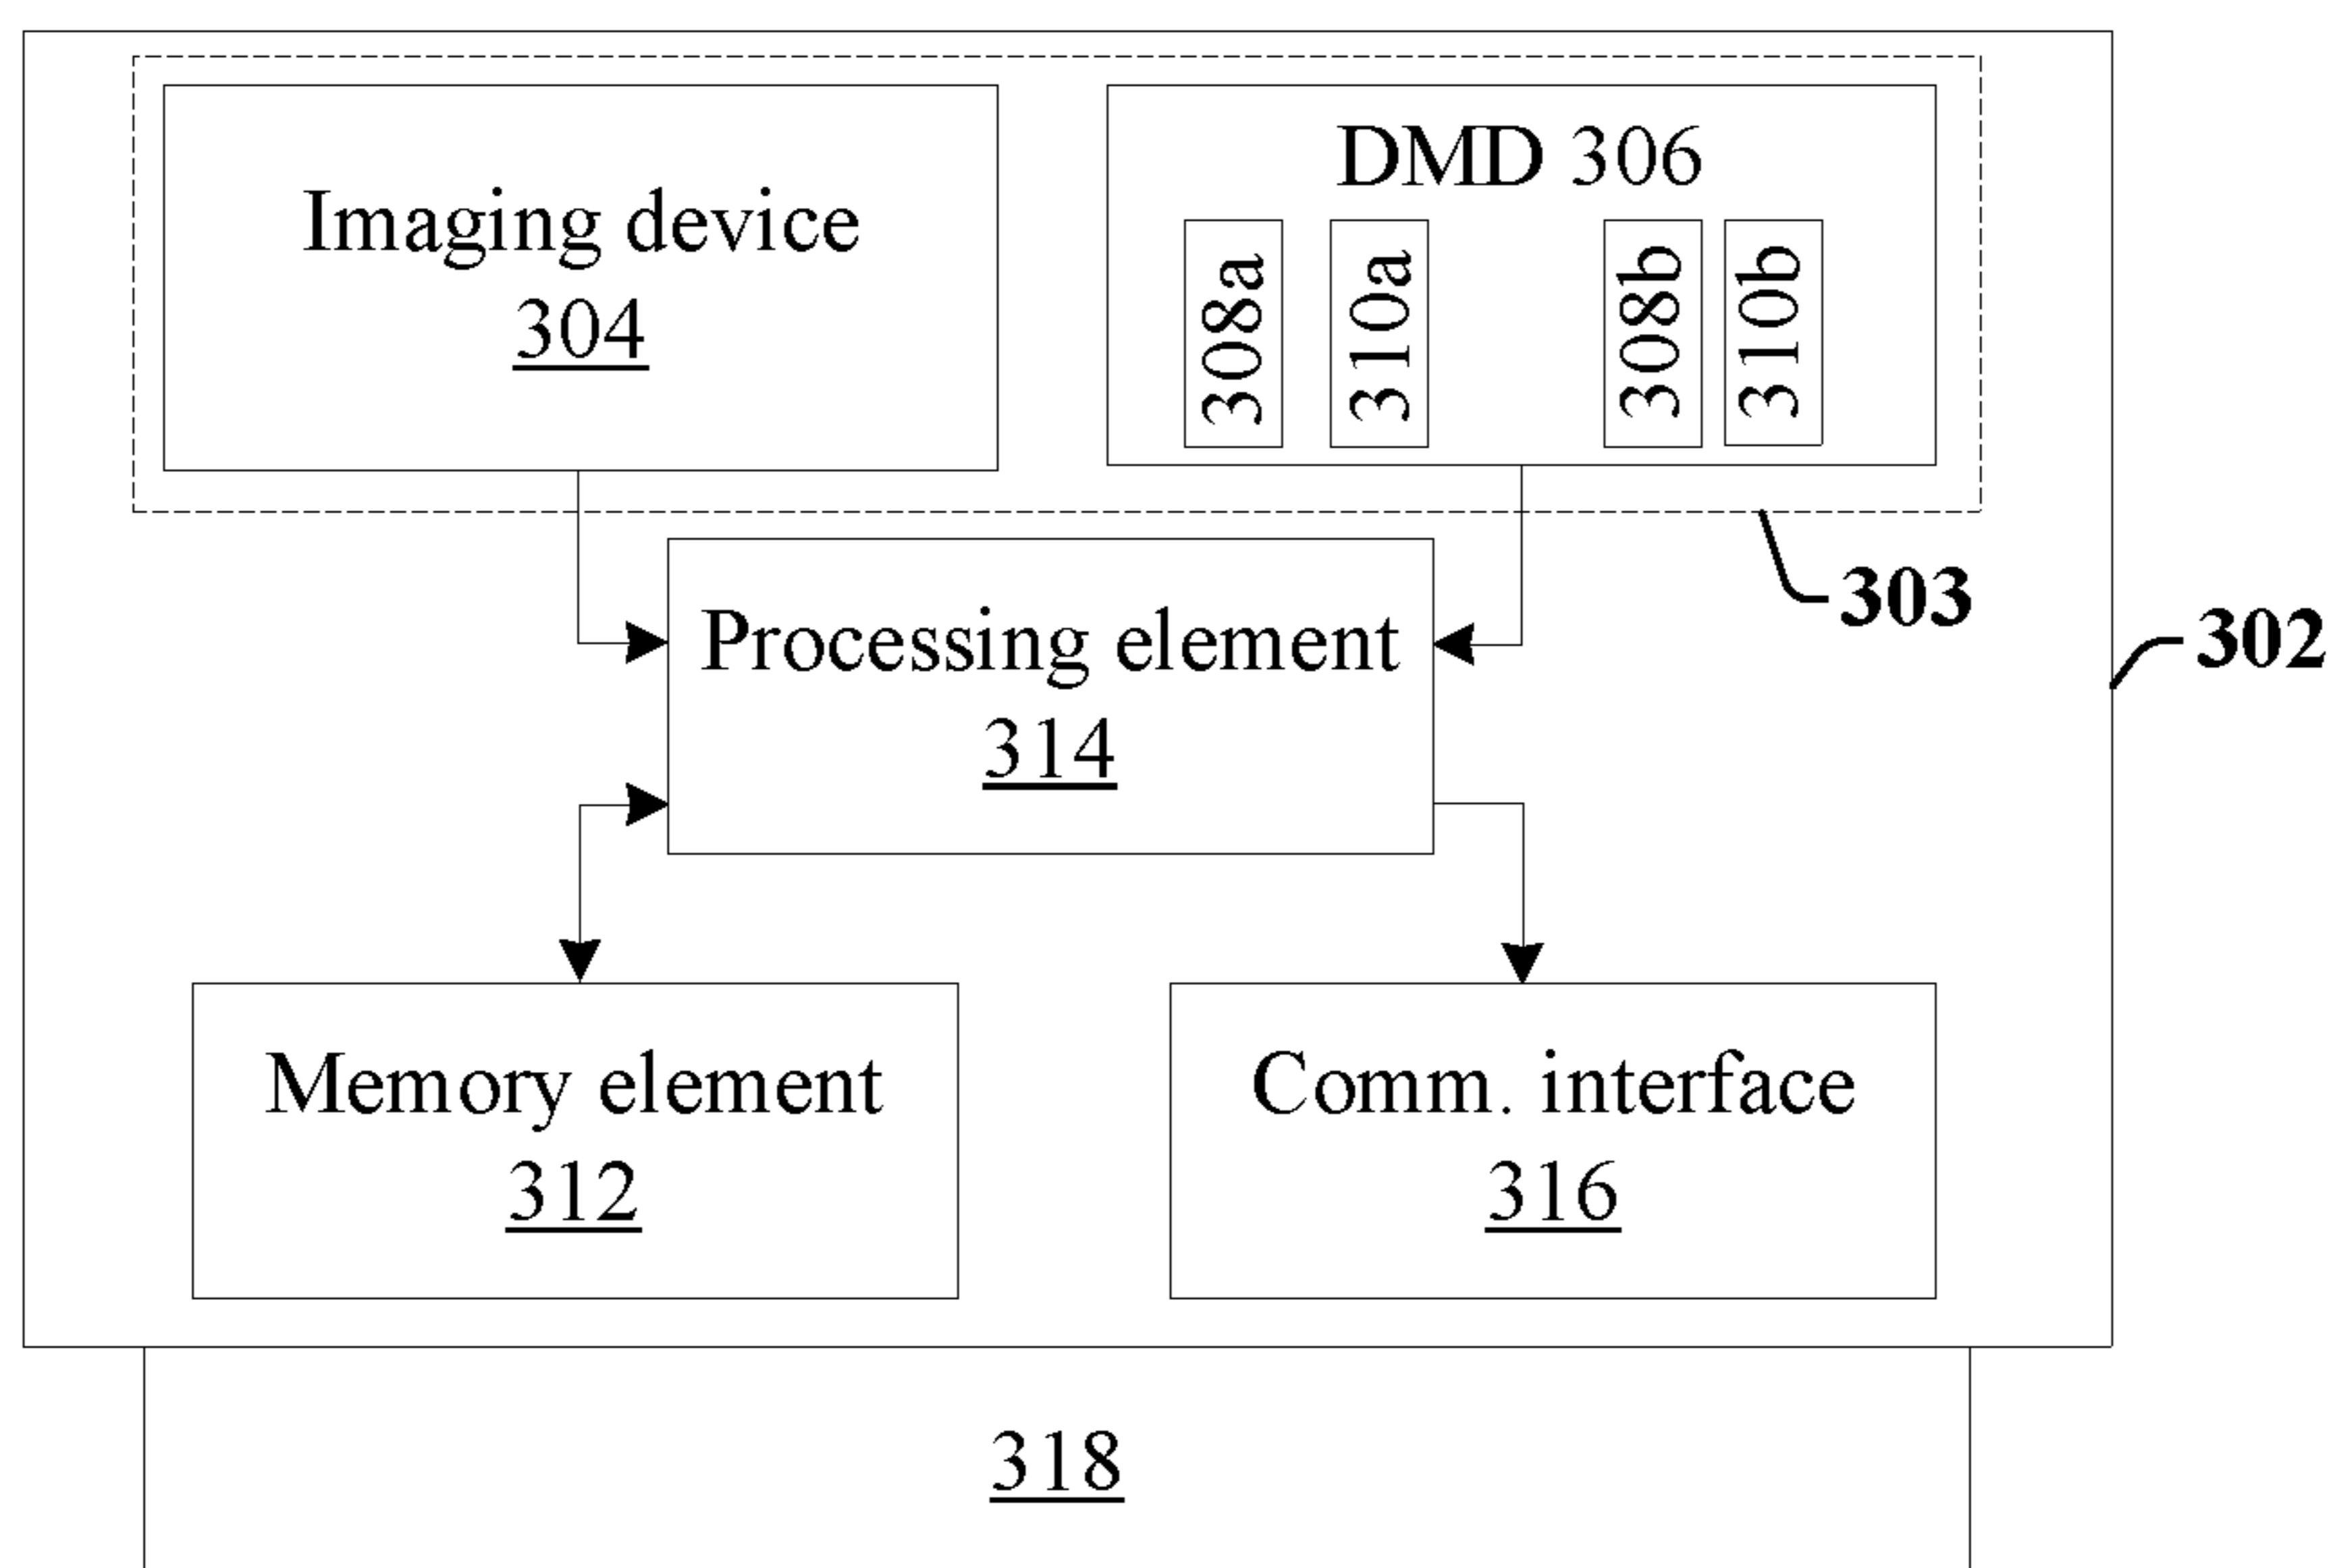 Imaging device
304
DMD 306
308a
310a
308b
310b
303
302
Processing element
314
Memory element
312
Comm. interface
316
318